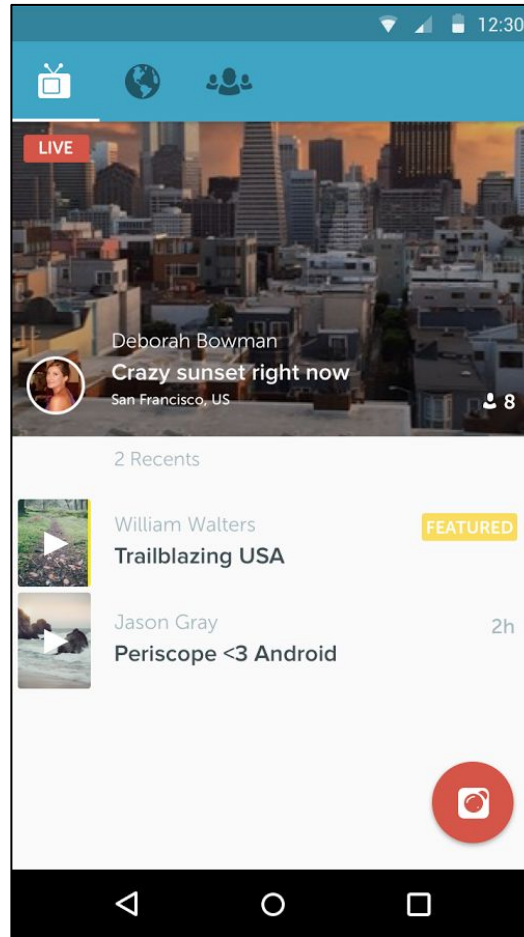 12:30
LIVE
Deborah Bowman
Crazy sunset right now
San Francisco, US
8
2 Recents
William Walters
FEATURED
Trailblazing USA
Jason Gray
2h
Periscope <3 Android